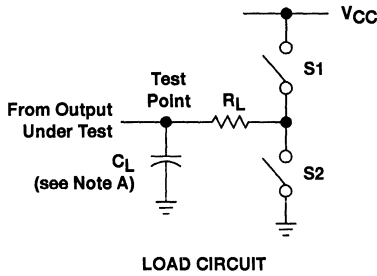 VCC
S1
Test
Point
RL
From Output
Under Test
CL
(see Note A)
S2
LOAD CIRCUIT